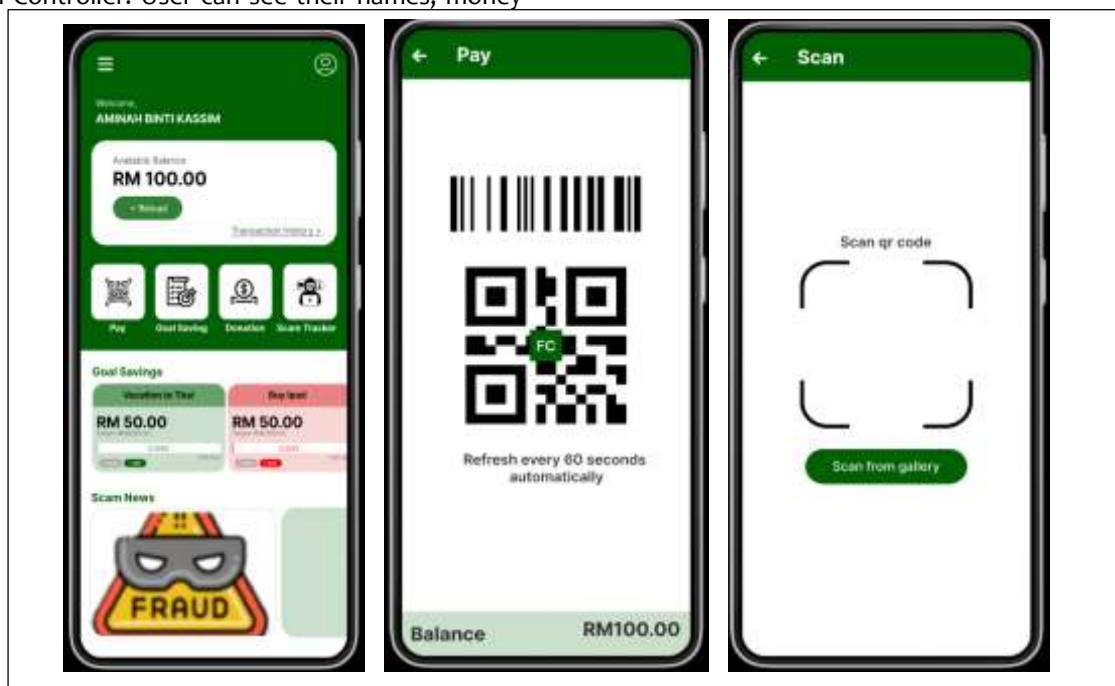 Controller. User can see their names, money
Welcome,
AMINAH BINTI KASSIM
Available Balance
RM 100.00
+ Reload
Transaction History >
Pay
Goal Saving
Donation
Scam Tracker
Goal Savings
Vacation to Thai
Buy Ipad
RM 50.00
RM 50.00
Scam News
FRAUD
Pay
FC
Refresh every 60 seconds
automatically
Balance
RM100.00
Scan
Scan qr code
Scan from gallery